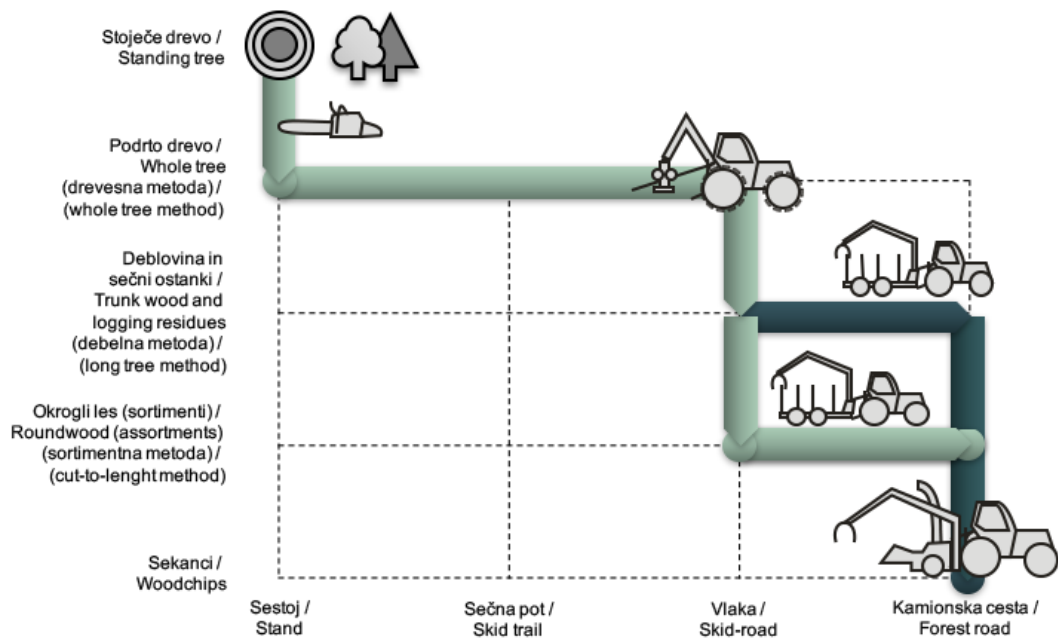 Stoječe drevo /
Standing tree
Podrto drevo /
Whole tree
(drevesna metoda) /
(whole tree method)
Deblovina in
sečni ostanki /
Trunk wood and
logging residues
(debelna metoda) /
(long tree method)
Okrogli les (sortimenti) /
Roundwood (assortments)
(sortimentna metoda) /
(cut-to-lenght method)
Sekanci /
Woodchips
Sestoj /
Stand
Sečna pot /
Skid trail
Vlaka /
Skid-road
Kamionska cesta /
Forest road